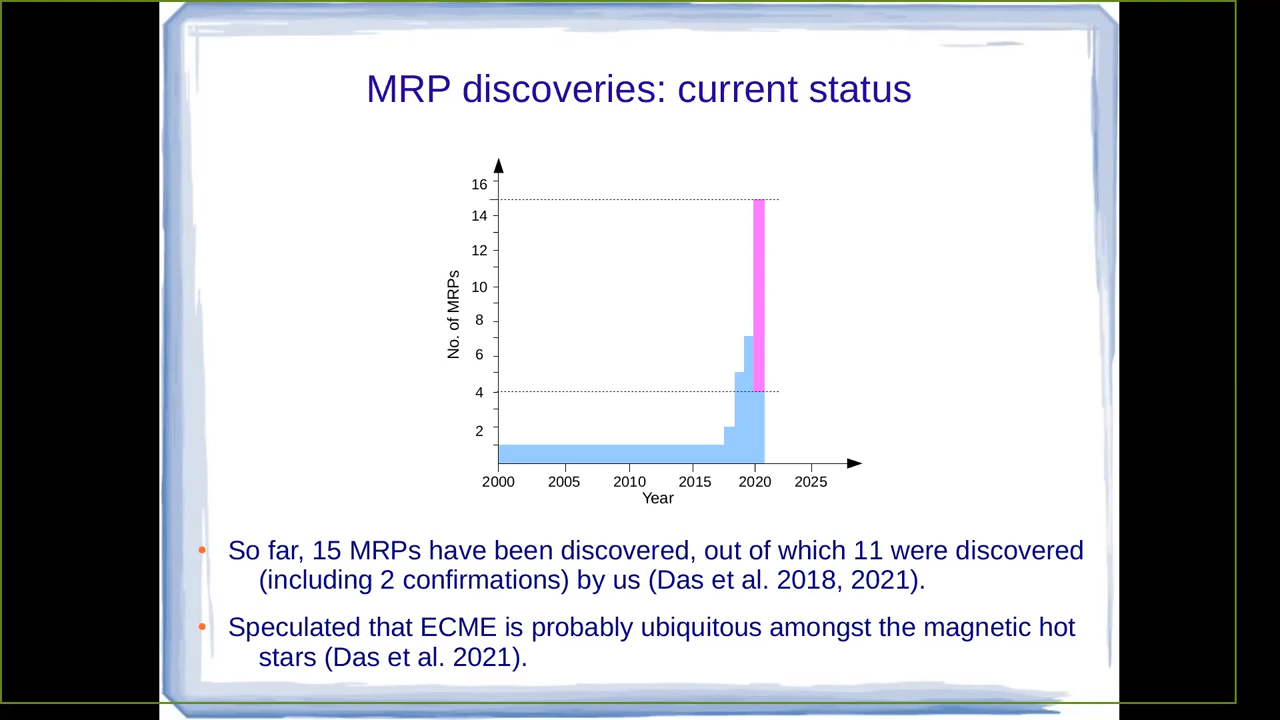 MRP discoveries: current status
16
14
12
10
8
6
4
2
No. of MRPs
2000 2005 2010 2015 2020 2025
Year
• So far, 15 MRPs have been discovered, out of which 11 were discovered
(including 2 confirmations) by us (Das et al. 2018, 2021).
• Speculated that ECME is probably ubiquitous amongst the magnetic hot
stars (Das et al. 2021).